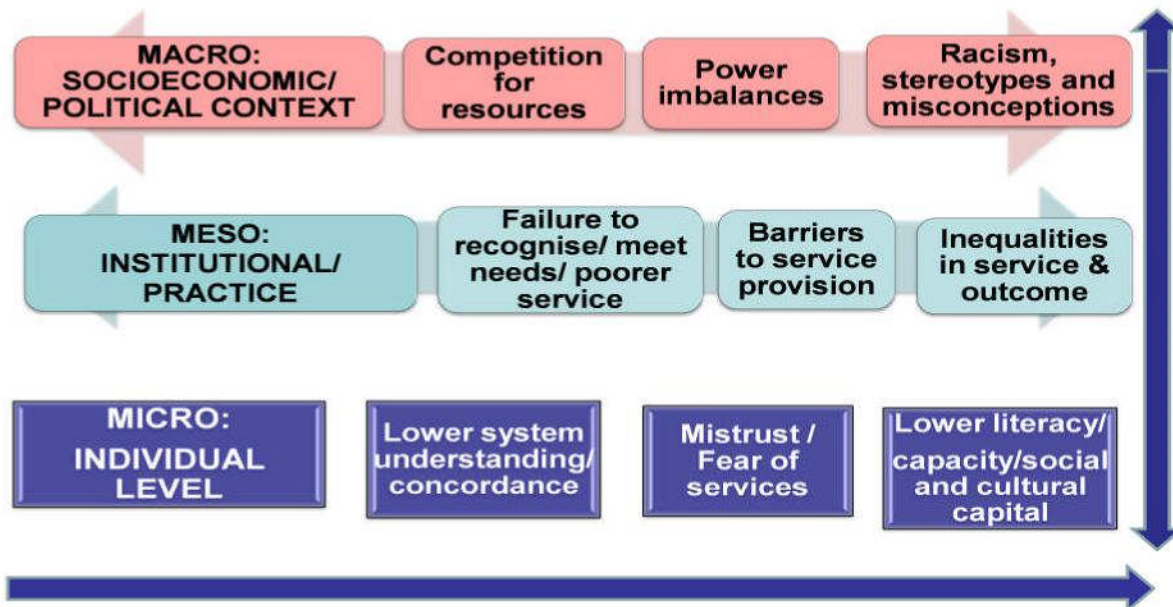 MACRO:
SOCIOECONOMIC/
POLITICAL CONTEXT
Competition
for
resources
Power
imbalances
Racism,
stereotypes and
misconceptions
MESO:
INSTITUTIONAL/
PRACTICE
Failure to
recognise/ meet
needs/ poorer
service
Barriers
to service
provision
Inequalities
in service &
outcome
MICRO:
INDIVIDUAL
LEVEL
Lower system
understanding/
concordance
Mistrust /
Fear of
services
Lower literacy/
capacity/social
and cultural
capital